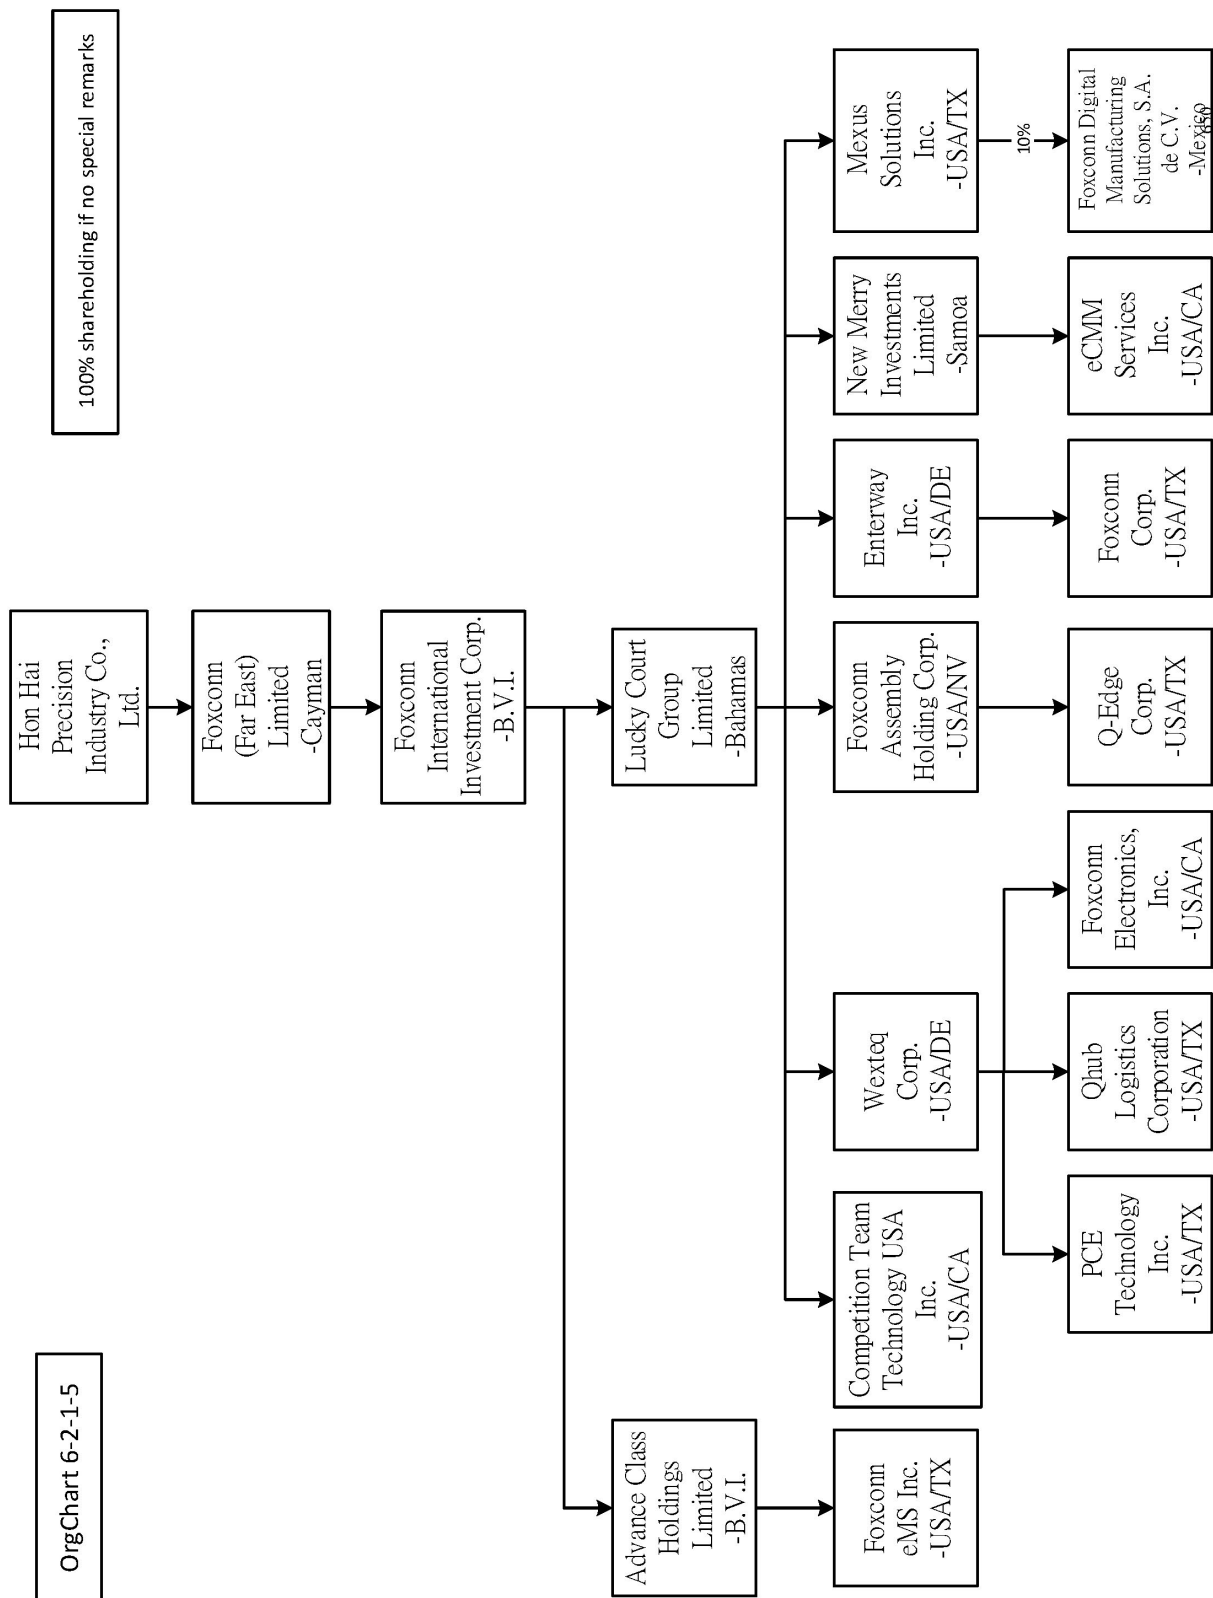 OrgChart 6-2-1-5
100% shareholding if no special remarks
Hon Hai
Precision
Industry Co.,
Ltd.
Foxconn
(Far East)
Limited
-Cayman
Foxconn
International
Investment Corp.
-B.V.I.
Advance Class
Holdings
Limited
-B.V.I.
Lucky Court
Group
Limited
-Bahamas
Foxconn
eMS Inc.
-USA/TX
Competition Team
Technology USA
Inc.
-USA/CA
Wexteq
Corp.
-USA/DE
Foxconn
Assembly
Holding Corp.
-USA/NV
Enterway
Inc.
-USA/DE
New Merry
Investments
Limited
-Samoa
Mexus
Solutions
Inc.
-USA/TX
10%
PCE
Technology
Inc.
-USA/TX
Qhub
Logistics
Corporation
-USA/TX
Foxconn
Electronics,
Inc.
-USA/CA
Q-Edge
Corp.
-USA/TX
Foxconn
Corp.
-USA/TX
eCMM
Services
Inc.
-USA/CA
Foxconn Digital
Manufacturing
Solutions, S.A.
de C.V.
-Mexico